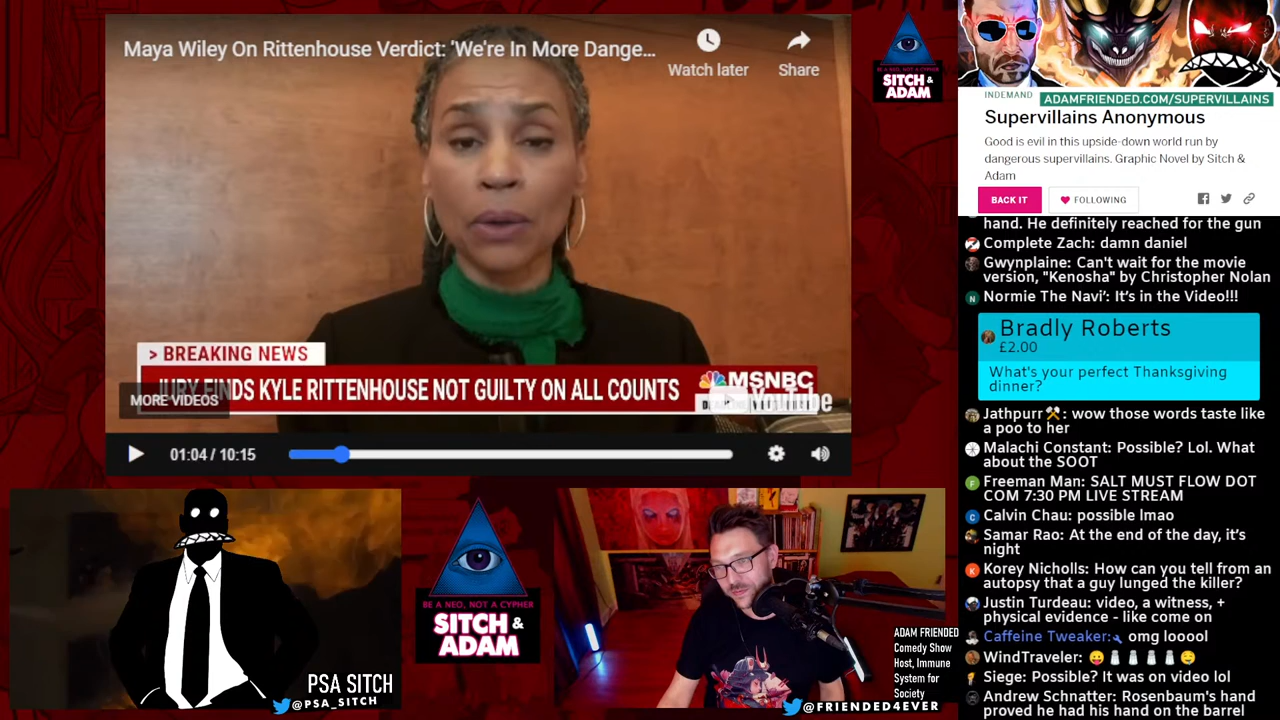 Maya Wiley On Rittenhouse Verdict: 'We're In More Dange...
Watch later
Share
> BREAKING NEWS
JURY FINDS KYLE RITTENHOUSE NOT GUILTY ON ALL COUNTS
MSNBC
YouTube
MORE VIDEOS
01:04 / 10:15
BE A NEO, NOT A CYPHER
SITCH &
ADAM
INDEMAND
ADAMFRIENDED.COM/SUPERVILLAINS
Supervillains Anonymous
Good is evil in this upside-down world run by
dangerous supervillains. Graphic Novel by Sitch &
Adam
BACK IT
FOLLOWING
hand. He definitely reached for the gun
Complete Zach: damn daniel
Gwynplaine: Can't wait for the movie
version, "Kenosha" by Christopher Nolan
N
Normie The Navi’: It’s in the Video!!!
Bradly Roberts
£2.00
What's your perfect Thanksgiving
dinner?
Jathpurr⚒: wow those words taste like
a poo to her
Malachi Constant: Possible? Lol. What
about the SOOT
F
Freeman Man: SALT MUST FLOW DOT
COM 7:30 PM LIVE STREAM
C
Calvin Chau: possible lmao
Samar Rao: At the end of the day, it’s
night
K
Korey Nicholls: How can you tell from an
autopsy that a guy lunged the killer?
Justin Turdeau: video, a witness, +
physical evidence - like come on
Caffeine Tweaker:🔧 omg looool
WindTraveler: 😛🧂🧂🧂🧂😋
Siege: Possible? It was on video lol
Andrew Schnatter: Rosenbaum's hand
proved he had his hand on the barrel
PSA SITCH
@PSA_SITCH
BE A NEO, NOT A CYPHER
SITCH &
ADAM
ADAM FRIENDED
Comedy Show
Host, Immune
System for
Society
@FRIENDED4EVER